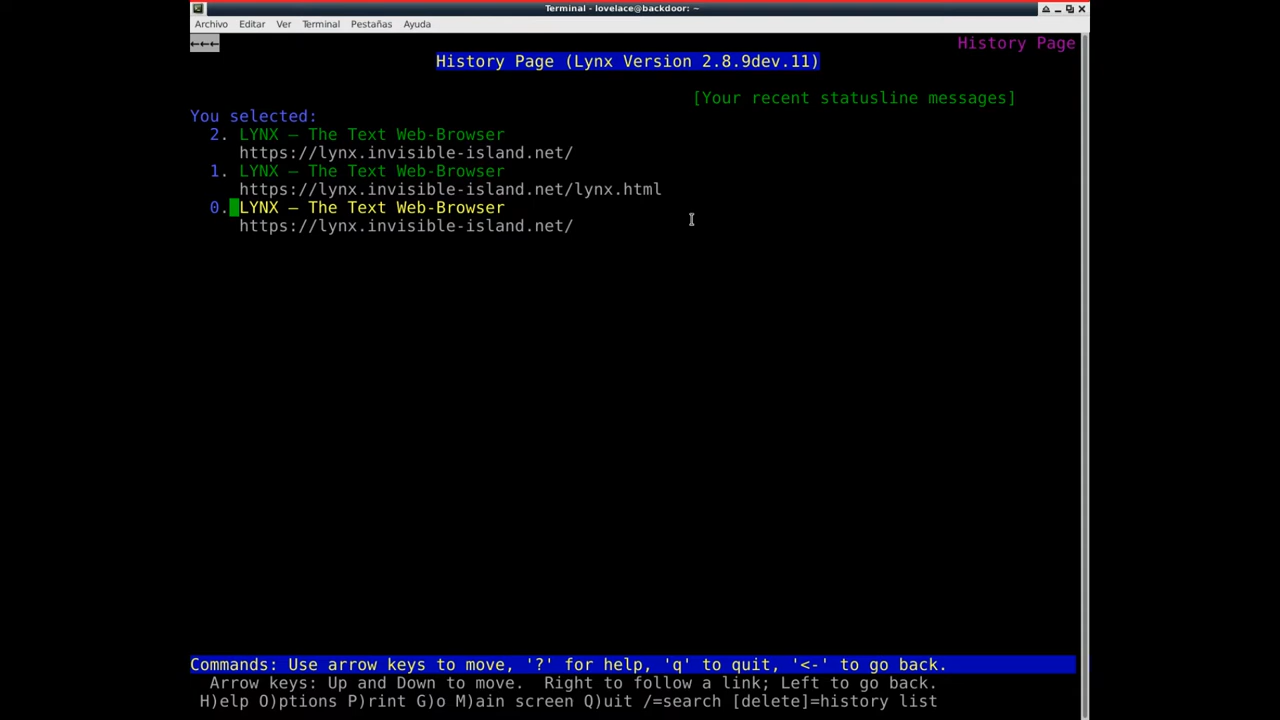 Terminal - lovelace@backdoor: ~
Archivo Editar Ver Terminal Pestañas Ayuda
←←← History Page
History Page (Lynx Version 2.8.9dev.11)
[Your recent statusline messages]
You selected:
2. LYNX – The Text Web-Browser
https://lynx.invisible-island.net/
1. LYNX – The Text Web-Browser
https://lynx.invisible-island.net/lynx.html
0. LYNX – The Text Web-Browser
https://lynx.invisible-island.net/
Commands: Use arrow keys to move, '?' for help, 'q' to quit, '<-' to go back.
Arrow keys: Up and Down to move. Right to follow a link; Left to go back.
H)elp O)ptions P)rint G)o M)ain screen Q)uit /=search [delete]=history list